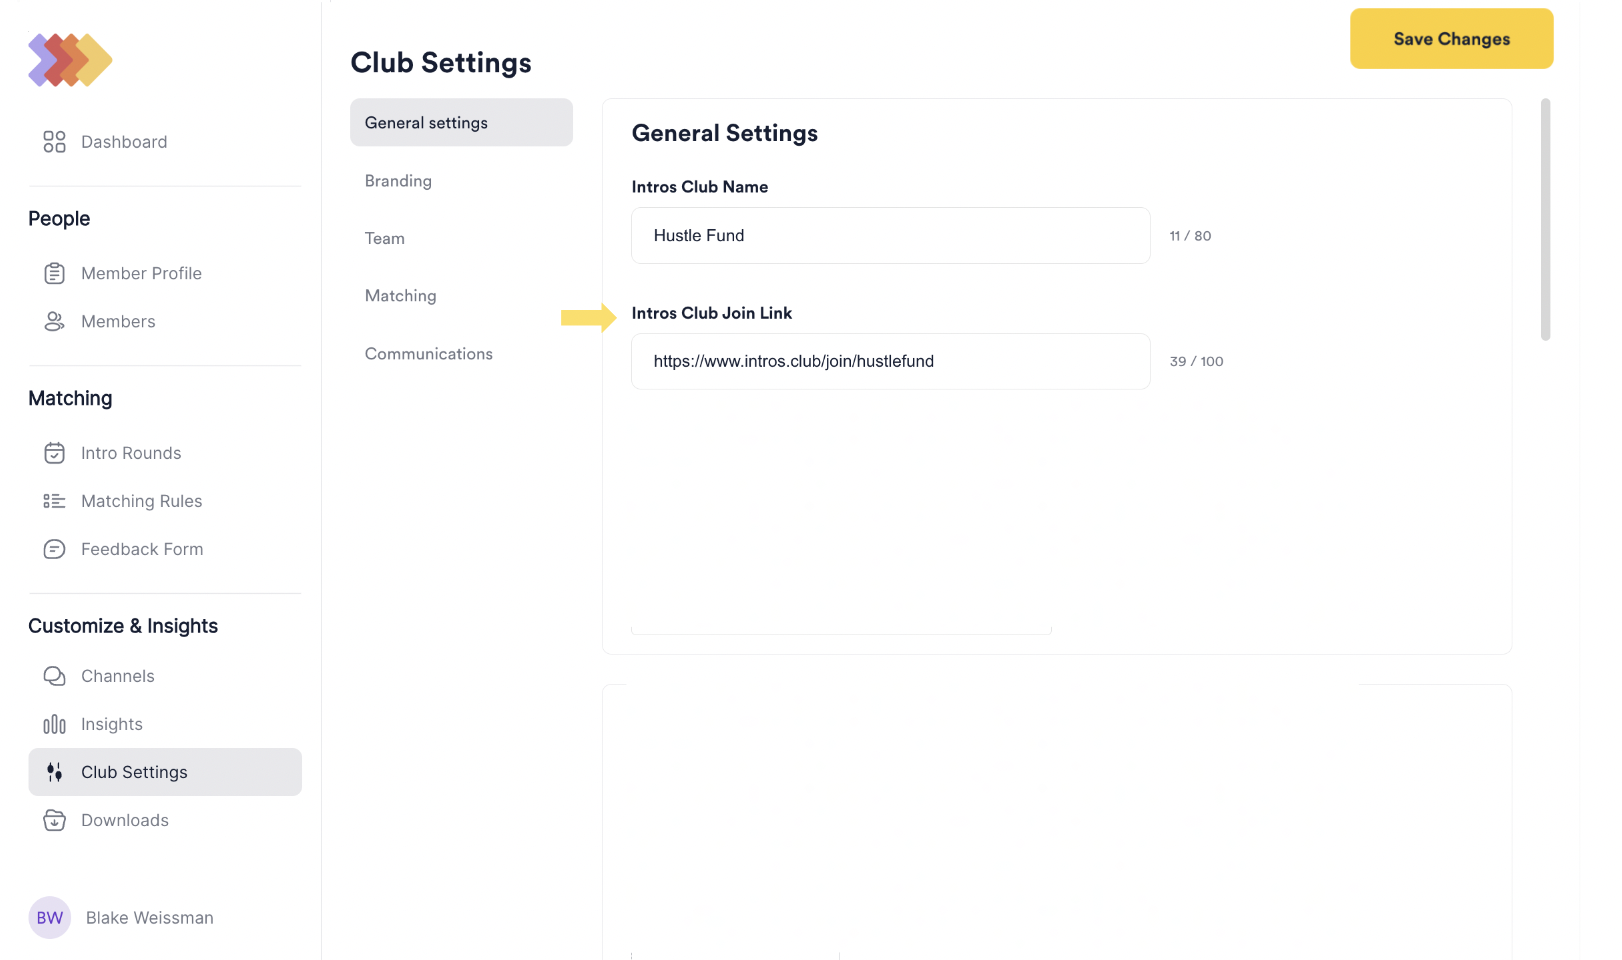 Save Changes
Club Settings
Dashboard
People
Member Profile
Members
Matching
Intro Rounds
Matching Rules
Feedback Form
Customize & Insights
Channels
Insights
Club Settings
Downloads
BW Blake Weissman
General settings
Branding
Team
Matching
Communications
General Settings
Intros Club Name
Hustle Fund 11 / 80
Intros Club Join Link
https://www.intros.club/join/hustlefund 39 / 100